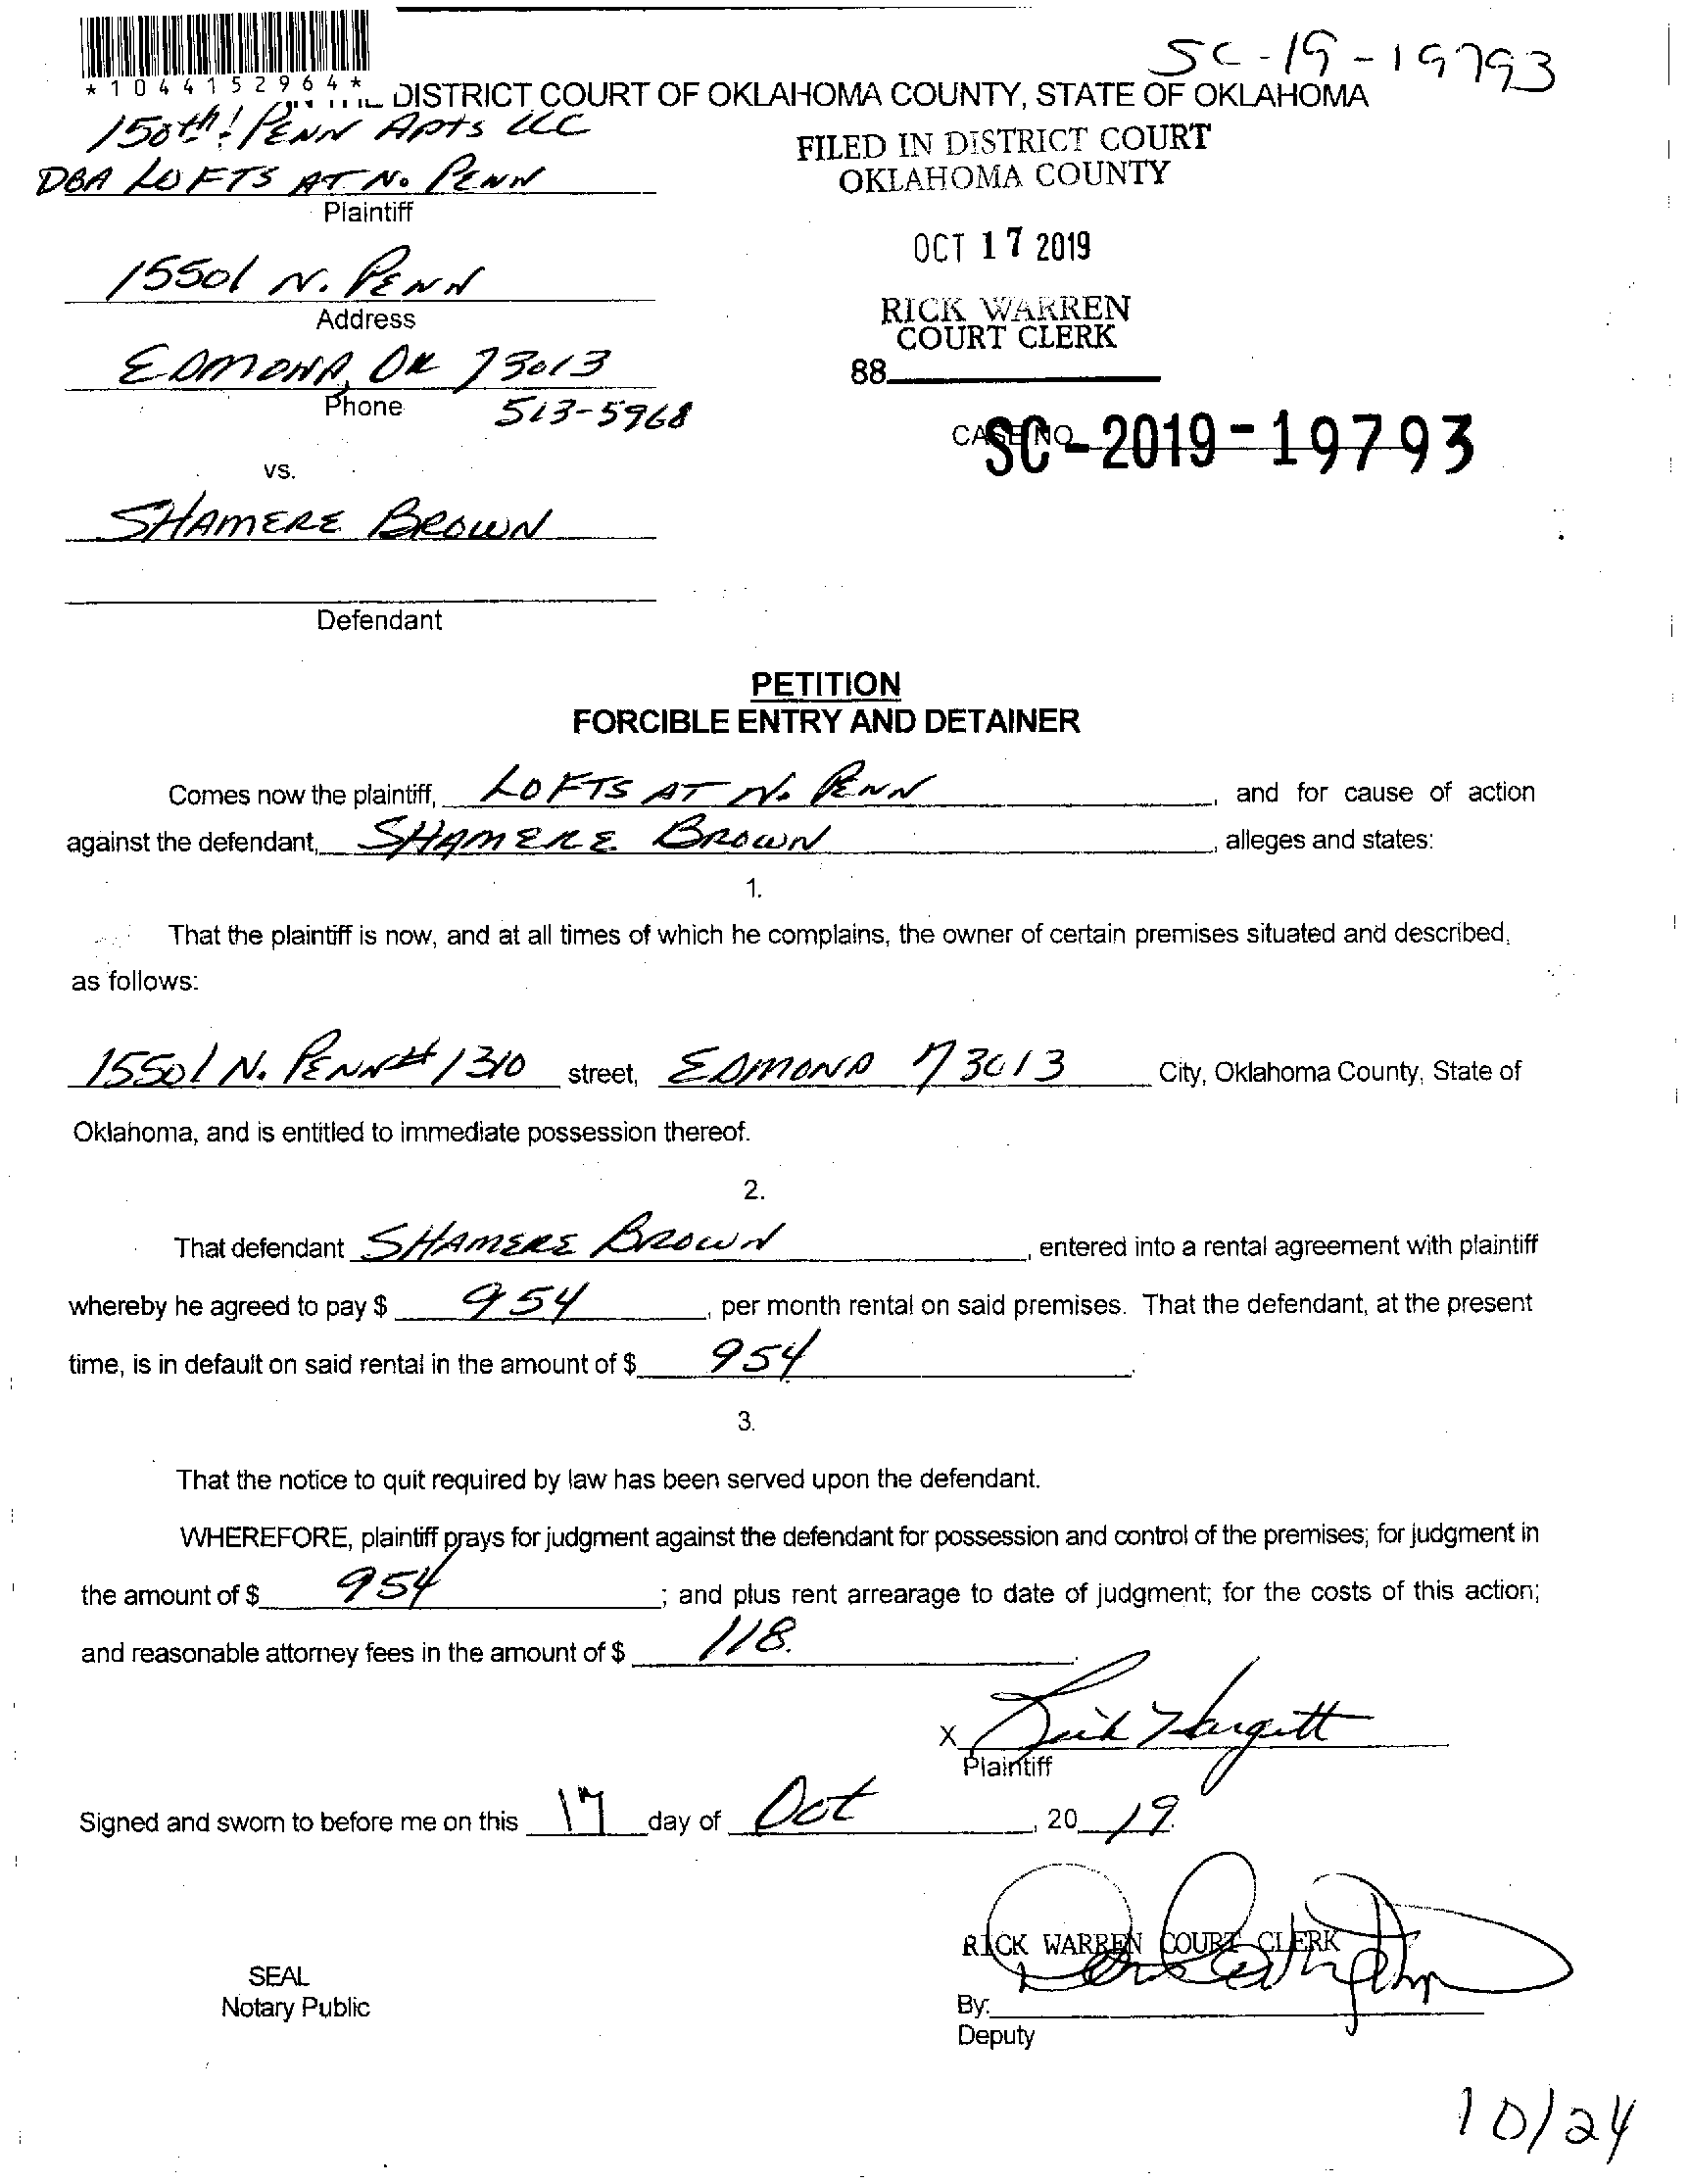 SC-19-19793
*1044152964*
IN THE DISTRICT COURT OF OKLAHOMA COUNTY, STATE OF OKLAHOMA
150th! PENN Apts LLC
DBA LOFTS AT N. PENN
Plaintiff
FILED IN DISTRICT COURT
OKLAHOMA COUNTY
OCT 17 2019
RICK WARREN
COURT CLERK
88
15501 N. PENN
Address
EDMOND, OK 73013
Phone 513-5968
CASE NO. SC-2019-19793
vs.
SHAMERE BROWN
Defendant
PETITION
FORCIBLE ENTRY AND DETAINER
Comes now the plaintiff, LOFTS AT N. PENN, and for cause of action
against the defendant, SHAMERE BROWN, alleges and states:
1.
That the plaintiff is now, and at all times of which he complains, the owner of certain premises situated and described,
as follows:
15501 N. PENN # 1310 street, EDMOND 73013 City, Oklahoma County, State of
Oklahoma, and is entitled to immediate possession thereof.
2.
That defendant SHAMERE BROWN, entered into a rental agreement with plaintiff
whereby he agreed to pay $ 954, per month rental on said premises. That the defendant, at the present
time, is in default on said rental in the amount of $ 954.
3.
That the notice to quit required by law has been served upon the defendant.
WHEREFORE, plaintiff prays for judgment against the defendant for possession and control of the premises; for judgment in
the amount of $ 954; and plus rent arrearage to date of judgment; for the costs of this action;
and reasonable attorney fees in the amount of $ 118.
X Hargett
Plaintiff
Signed and sworn to before me on this 17 day of Oct, 20 19.
RICK WARREN COURT CLERK
SEAL
Notary Public
By:
Deputy
10/24